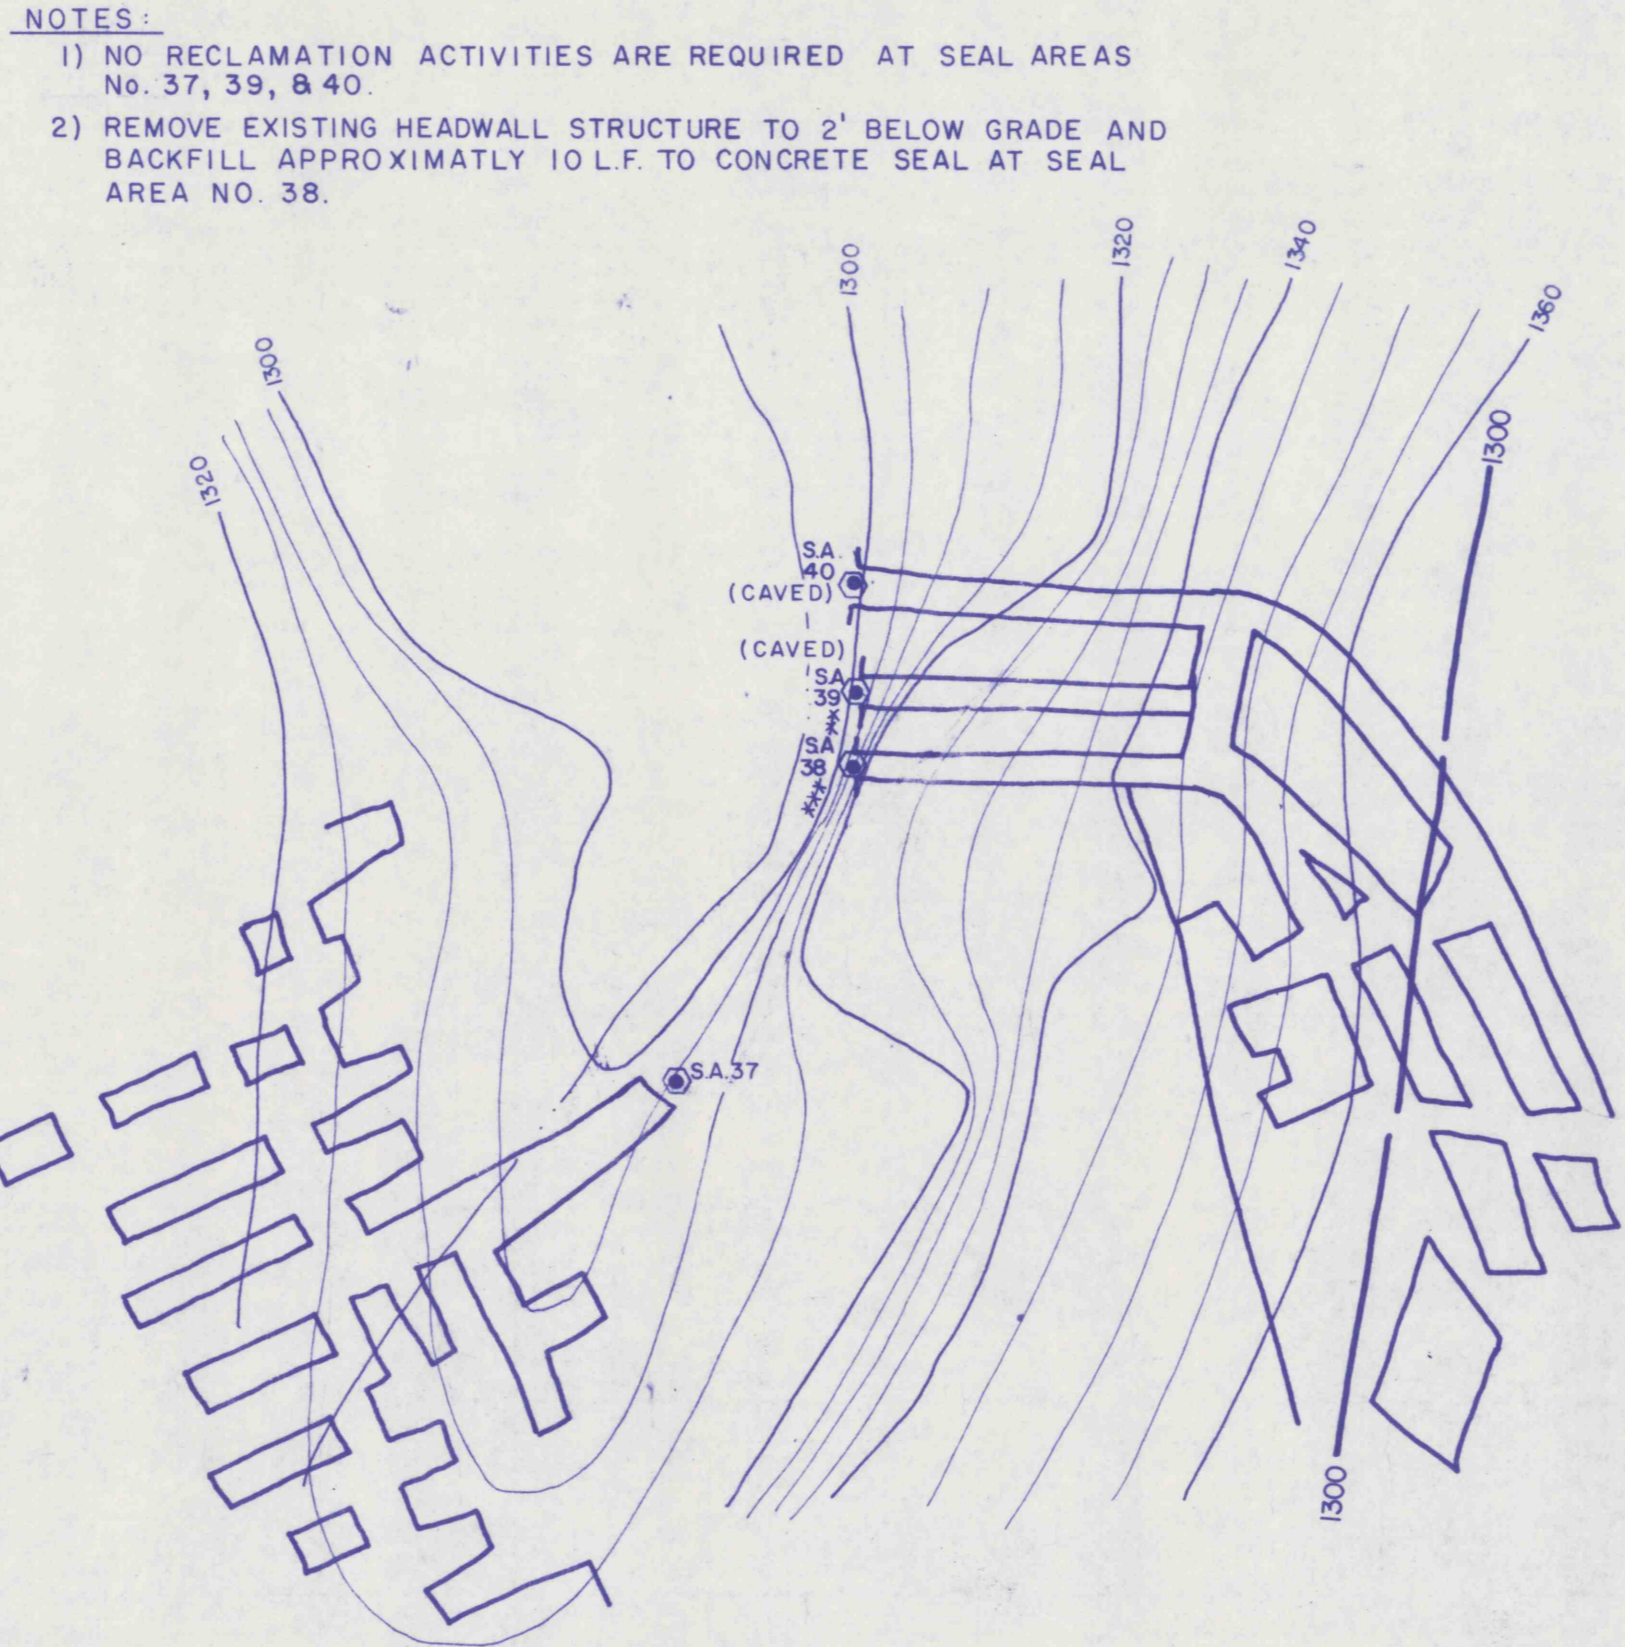 NOTES:
1) NO RECLAMATION ACTIVITIES ARE REQUIRED AT SEAL AREAS
No. 37, 39, & 40.
2) REMOVE EXISTING HEADWALL STRUCTURE TO 2' BELOW GRADE AND
BACKFILL APPROXIMATLY 10 L.F. TO CONCRETE SEAL AT SEAL
AREA NO. 38.
1320
1300
1340
1360
1300
1300
1320
S.A.
40
(CAVED)
(CAVED)
SA
39
S.A
38
S.A.37
1300